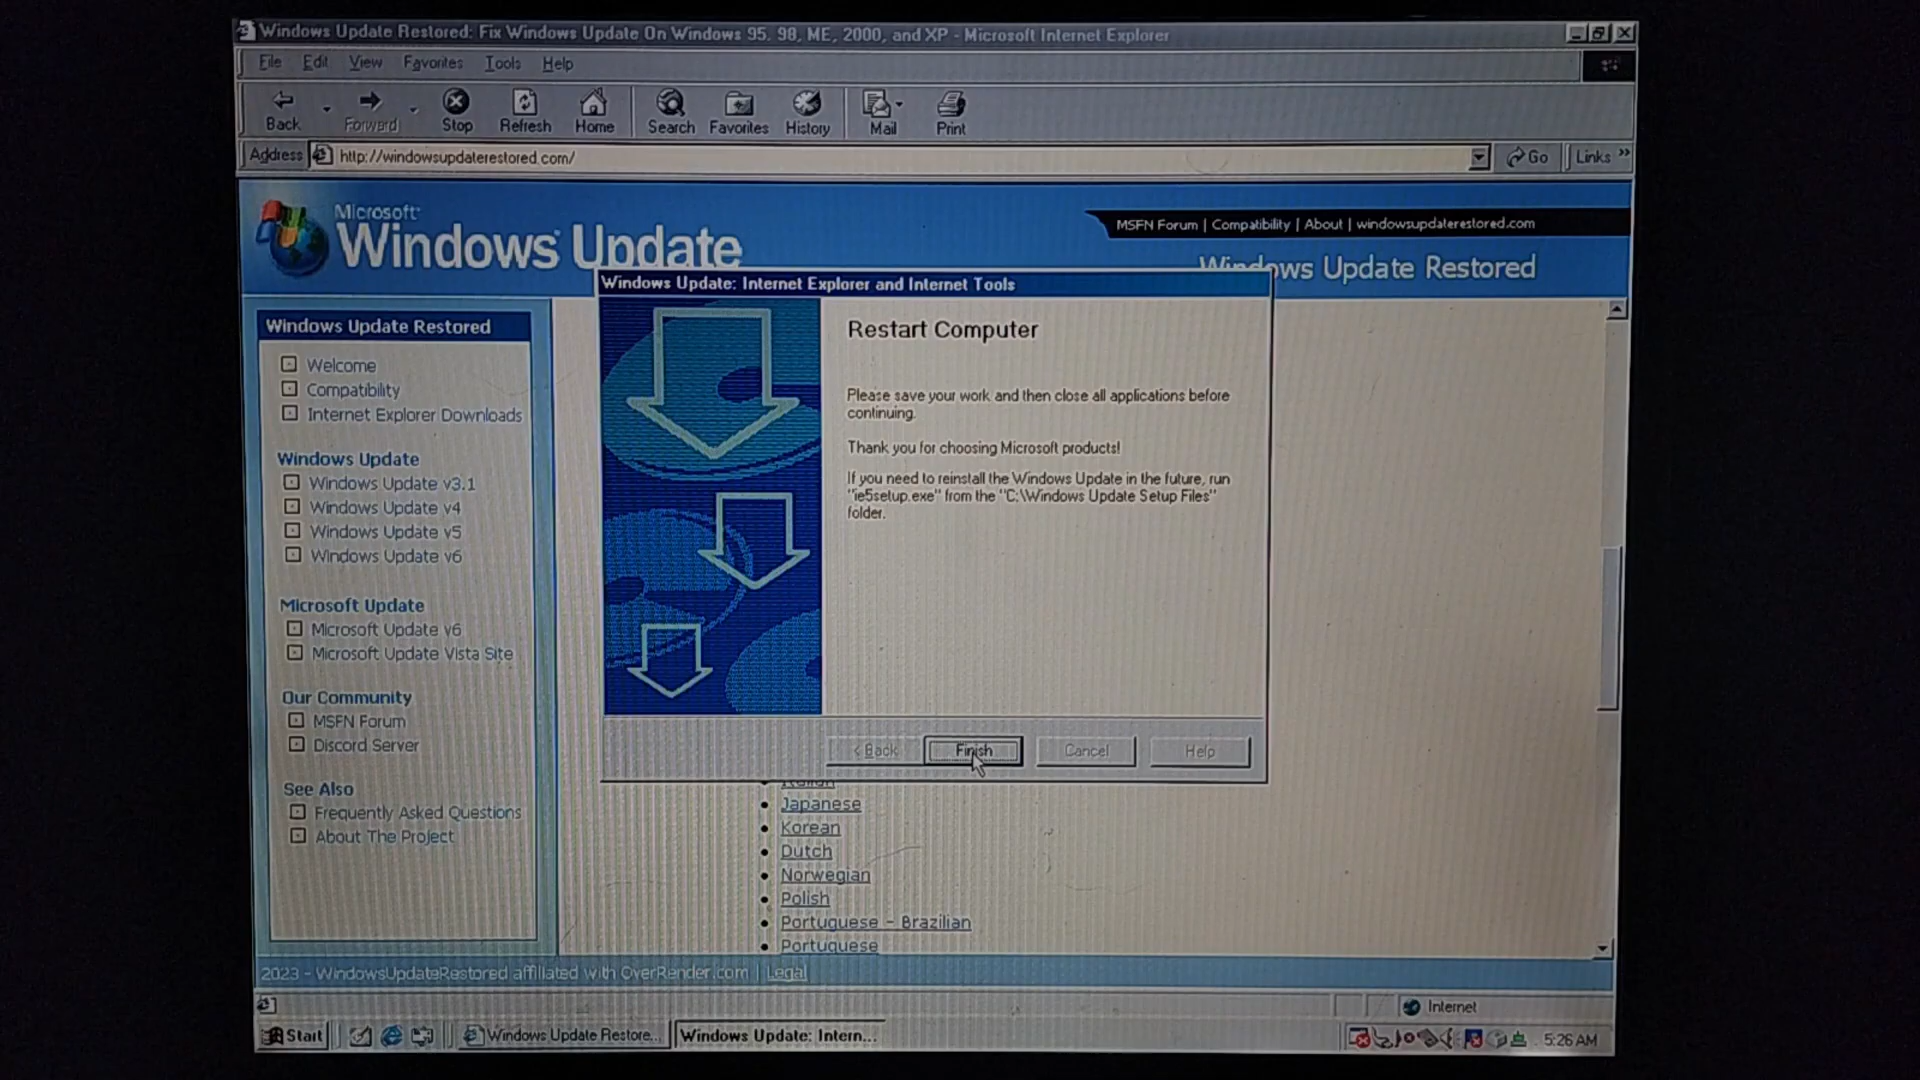 Windows Update Restored: Fix Windows Update On Windows 95, 98, ME, 2000, and XP - Microsoft Internet Explorer
File Edit View Favorites Tools Help
Back Forward Stop Refresh Home Search Favorites History Mail Print
Address http://windowsupdaterestored.com/ Go Links »
Microsoft
Windows Update
MSFN Forum | Compatibility | About | windowsupdaterestored.com
Windows Update Restored
Windows Update Restored
Welcome
Compatibility
Internet Explorer Downloads
Windows Update
Windows Update v3.1
Windows Update v4
Windows Update v5
Windows Update v6
Microsoft Update
Microsoft Update v6
Microsoft Update Vista Site
Our Community
MSFN Forum
Discord Server
See Also
Frequently Asked Questions
About The Project
Windows Update: Internet Explorer and Internet Tools
Restart Computer
Please save your work and then close all applications before
continuing.
Thank you for choosing Microsoft products!
If you need to reinstall the Windows Update in the future, run
"ie5setup.exe" from the "C:\Windows Update Setup Files"
folder.
< Back Finish Cancel Help
Italian
Japanese
Korean
Dutch
Norwegian
Polish
Portuguese - Brazilian
Portuguese
2023 - WindowsUpdateRestored affiliated with OverRender.com | Legal
Internet
Start Windows Update Restore... Windows Update: Intern... 5:26 AM